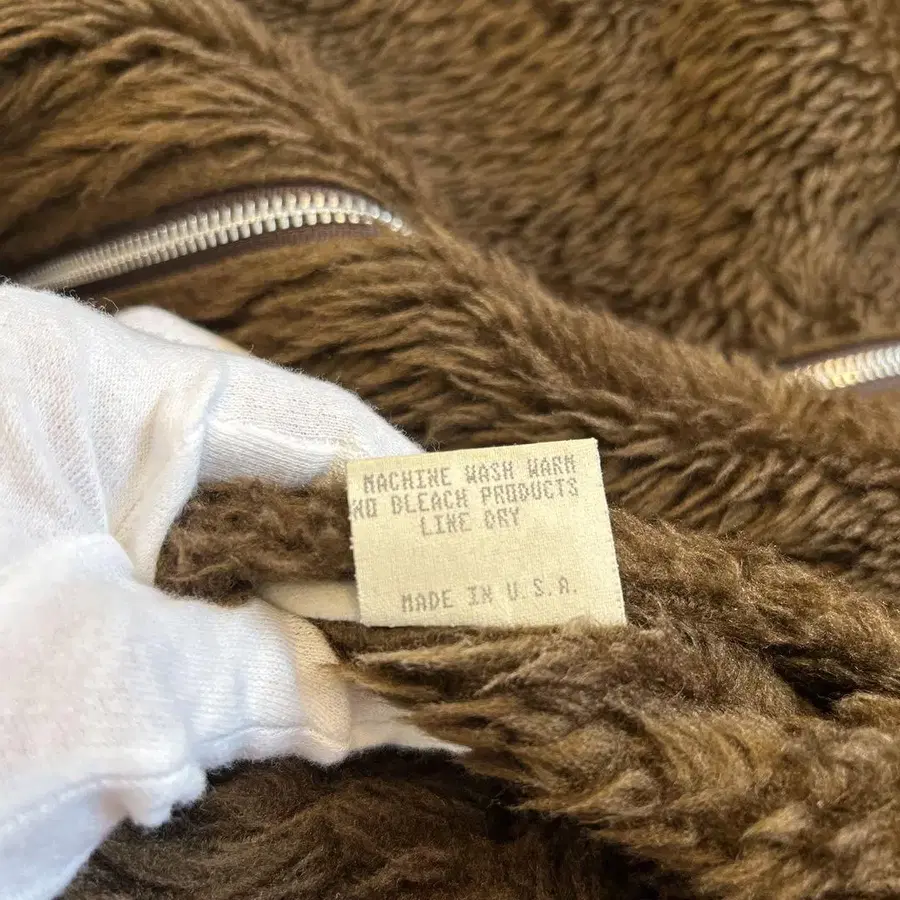 MACHINE WASH WARM
NO BLEACH PRODUCTS
LINE DRY
MADE IN U.S.A.